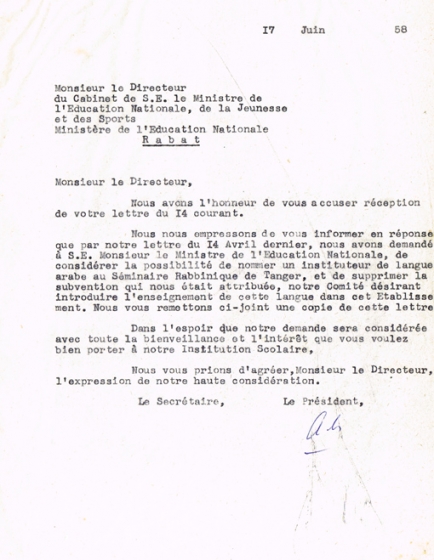 I7 Juin 58
Monsieur le Directeur
du Cabinet de S.E. le Ministre de
l'Education Nationale, de la Jeunesse
et des Sports
Ministère de l'Education Nationale
R a b a t
Monsieur le Directeur,
Nous avons l'honneur de vous accuser réception
de votre lettre du I4 courant.
Nous nous empressons de vous informer en réponse
que par notre lettre du I4 Avril dernier, nous avons demandé
à S.E. Monsieur le Ministre de l'Education Nationale, de
considérer la possibilité de nommer un instituteur de langue
arabe au Séminaire Rabbinique de Tanger, et de supprimer la
subvention qui nous était attribuée, notre Comité désirant
introduire l'enseignement de cette langue dans cet Etablisse
ment. Nous vous remettons ci-joint une copie de cette lettre
Dans l'espoir que notre demande sera considérée
avec toute la bienveillance et l'intérêt que vous voulez
bien porter à notre Institution Scolaire,
Nous vous prions d'agréer,Monsieur le Directeur,
l'expression de notre haute considération.
Le Secrétaire, Le Président,